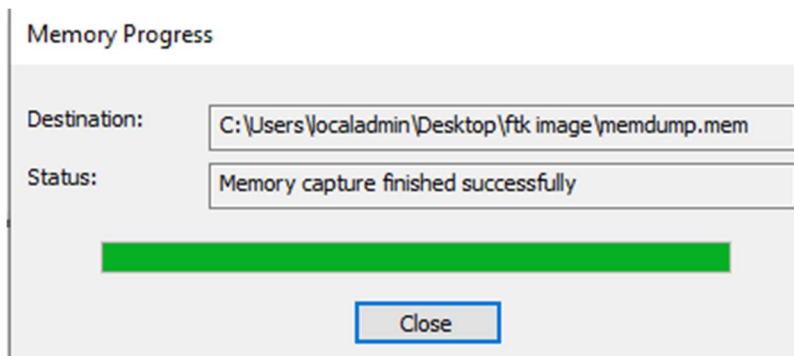 Memory Progress
Destination: C:\Users\localadmin\Desktop\ftk image\memdump.mem
Status: Memory capture finished successfully
Close